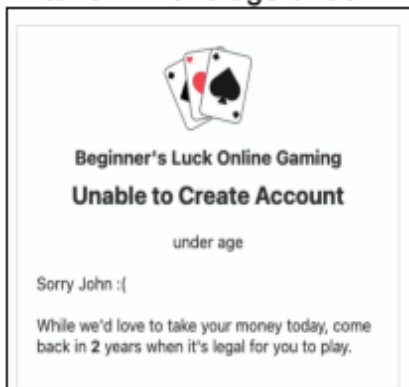 Beginner's Luck Online Gaming
Unable to Create Account
under age
Sorry John :(
While we'd love to take your money today, come
back in 2 years when it's legal for you to play.